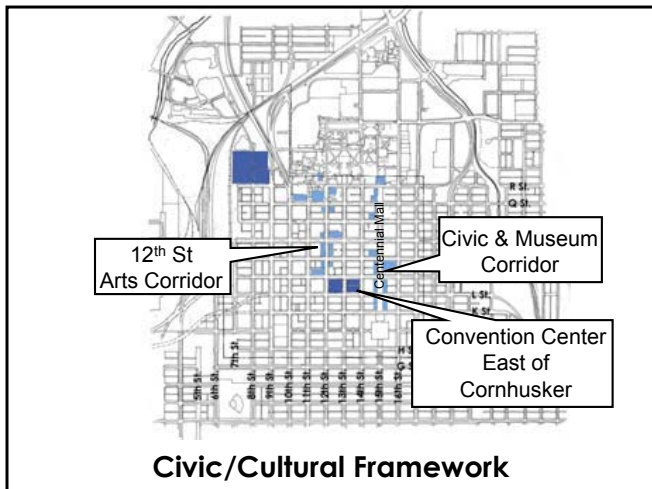 R St.
Q St.
12th St
Arts Corridor
Centennial Mall
Civic & Museum
Corridor
L St.
K St.
Convention Center
East of
Cornhusker
H
5th St.
6th St.
7th St.
8th St.
9th St.
10th St.
11th St.
12th St.
13th St.
14th St.
15th St.
16th St.
Civic/Cultural Framework